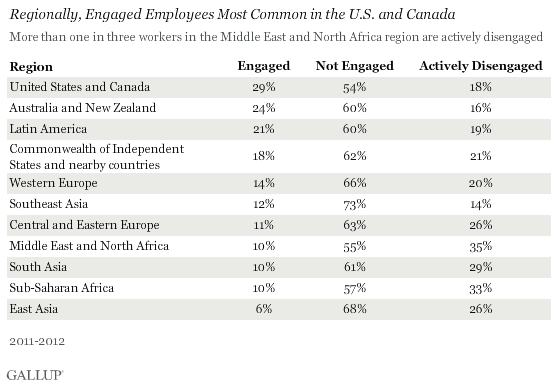 Regionally, Engaged Employees Most Common in the U.S. and Canada
More than one in three workers in the Middle East and North Africa region are actively disengaged
Region Engaged Not Engaged Actively Disengaged
United States and Canada 29% 54% 18%
Australia and New Zealand 24% 60% 16%
Latin America 21% 60% 19%
Commonwealth of Independent
States and nearby countries 18% 62% 21%
Western Europe 14% 66% 20%
Southeast Asia 12% 73% 14%
Central and Eastern Europe 11% 63% 26%
Middle East and North Africa 10% 55% 35%
South Asia 10% 61% 29%
Sub-Saharan Africa 10% 57% 33%
East Asia 6% 68% 26%
2011-2012
GALLUP